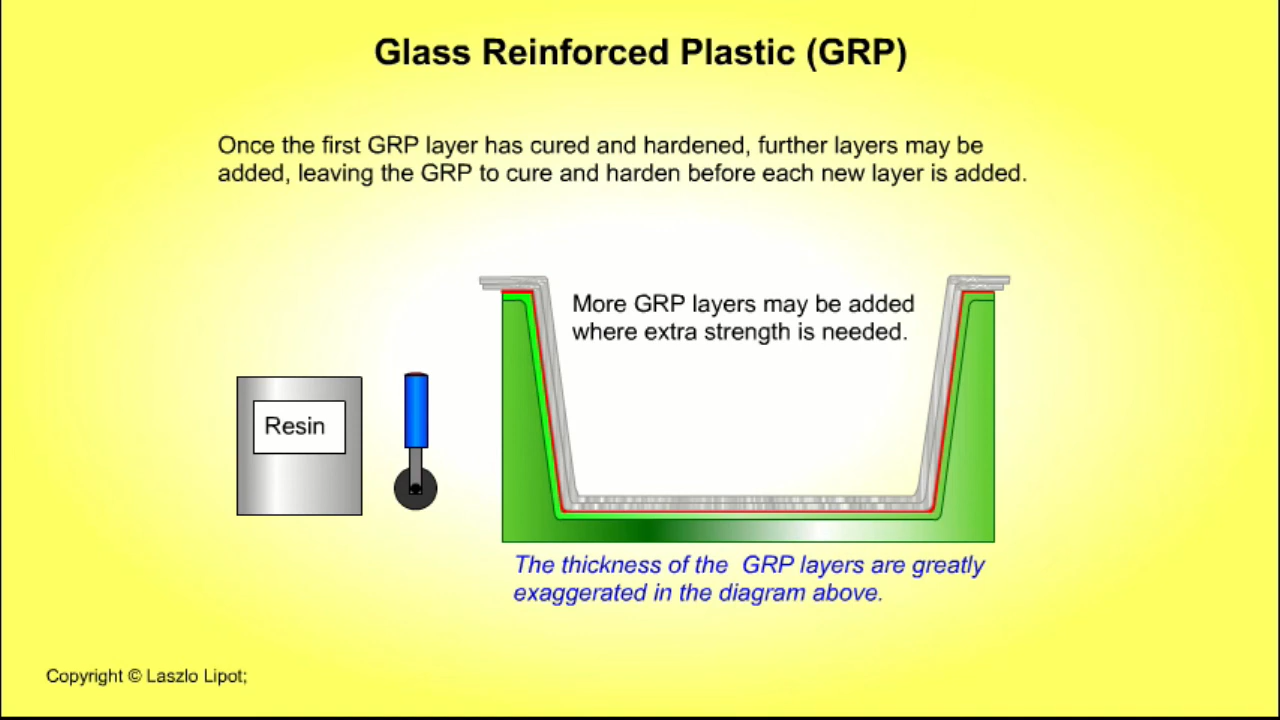 Glass Reinforced Plastic (GRP)
Once the first GRP layer has cured and hardened, further layers may be
added, leaving the GRP to cure and harden before each new layer is added.
More GRP layers may be added
where extra strength is needed.
Resin
The thickness of the  GRP layers are greatly
exaggerated in the diagram above.
Copyright © Laszlo Lipot;